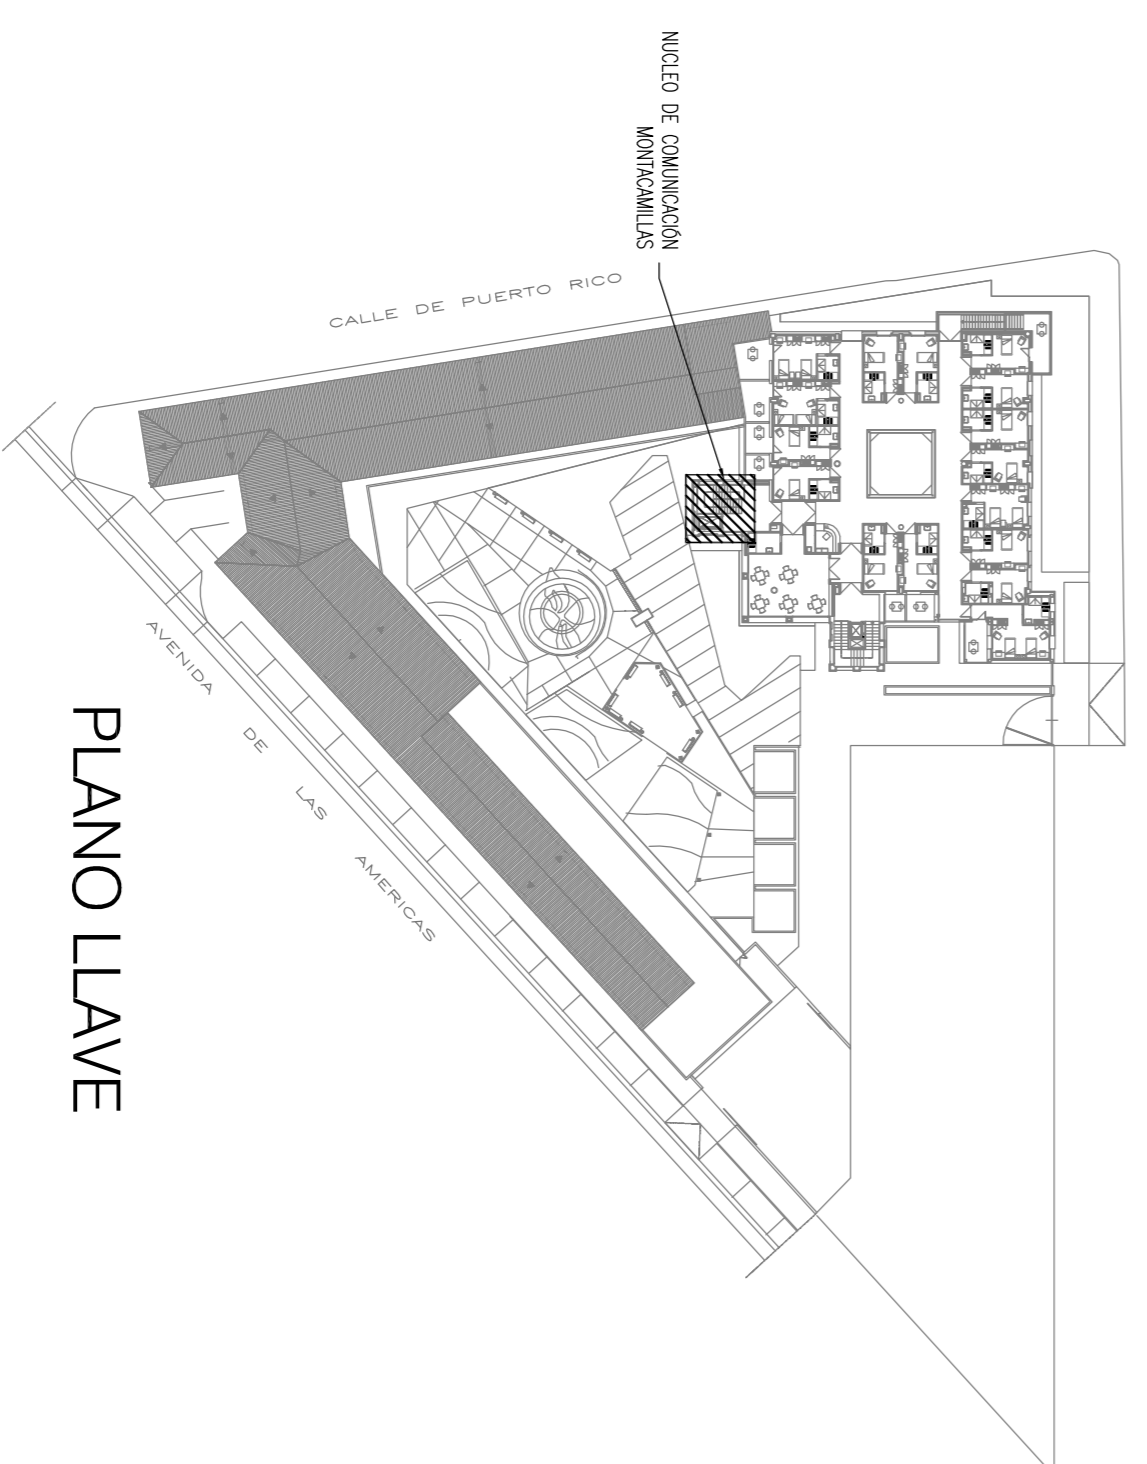 NUCLEO DE COMUNICACIÓN
MONTACAMILLAS
CALLE DE PUERTO RICO
AVENIDA DE LAS AMERICAS
PLANO LLAVE